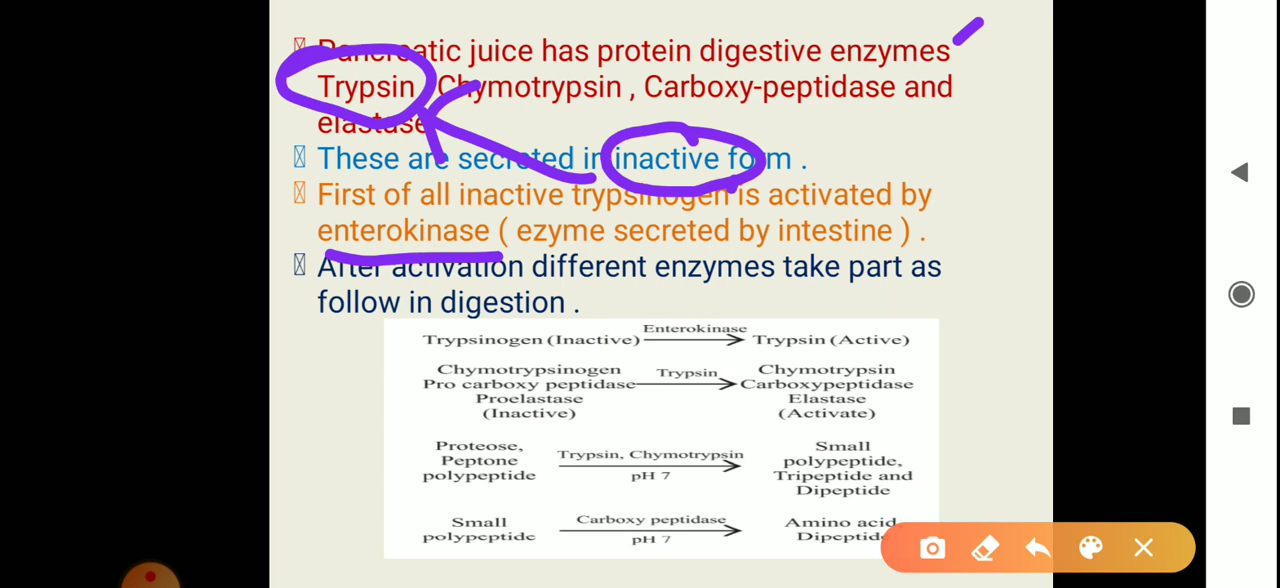 Pancreatic juice has protein digestive enzymes
Trypsin , Chymotrypsin , Carboxy-peptidase and
elastase
These are secreted in inactive form .
First of all inactive trypsinogen is activated by
enterokinase ( ezyme secreted by intestine ) .
After activation different enzymes take part as
follow in digestion .
Trypsinogen (Inactive) Enterokinase Trypsin (Active)
Chymotrypsinogen
Pro carboxy peptidase
Proelastase
(Inactive)
Trypsin
Chymotrypsin
Carboxypeptidase
Elastase
(Activate)
Proteose,
Peptone
polypeptide
Trypsin, Chymotrypsin
pH 7
Small
polypeptide,
Tripeptide and
Dipeptide
Small
polypeptide
Carboxy peptidase
pH 7
Amino acid,
Dipeptide